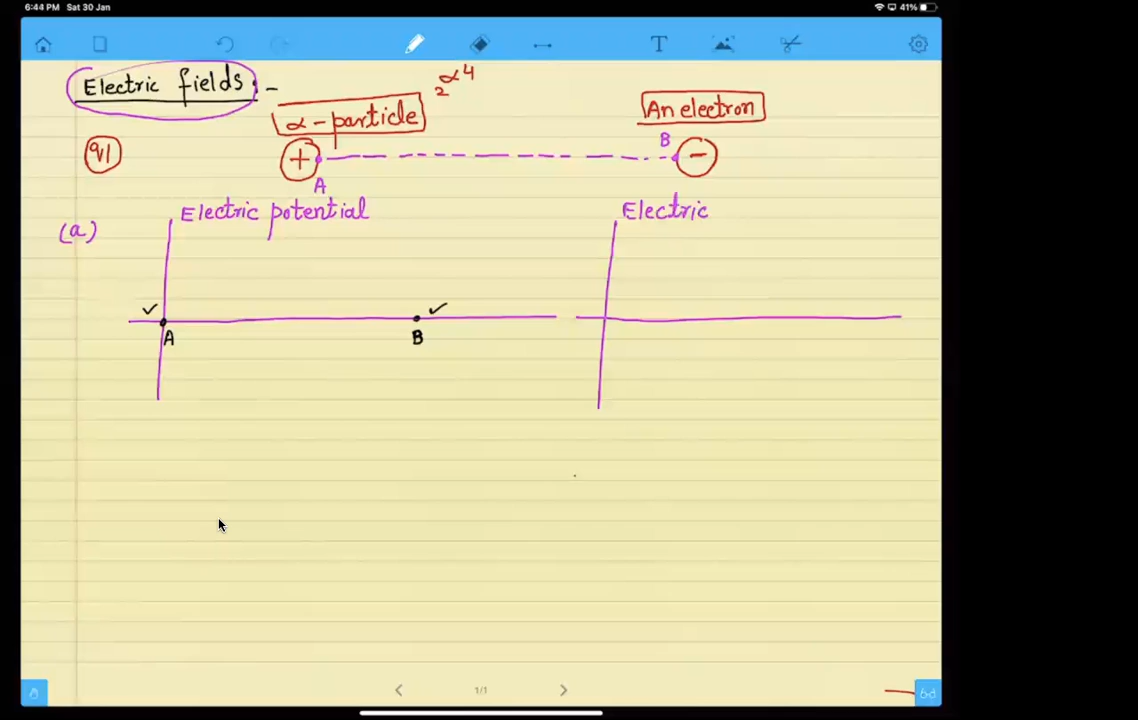 6:44 PM Sat 30 Jan 41%
T
Electric fields :-
2 α 4
α - particle
An electron
q1
+
A
B
-
(a)
Electric potential
Electric
A
B
1/1